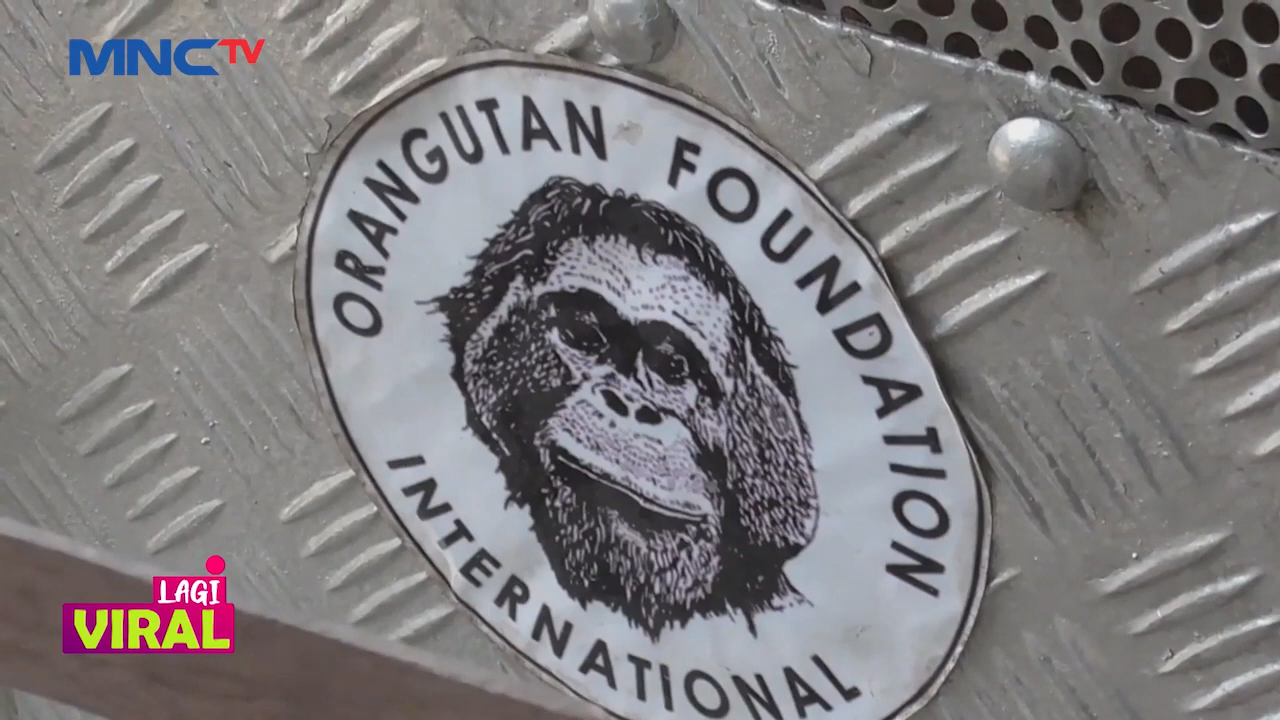 MNCTV
ORANGUTAN FOUNDATION
INTERNATIONAL
LAGI
VIRAL